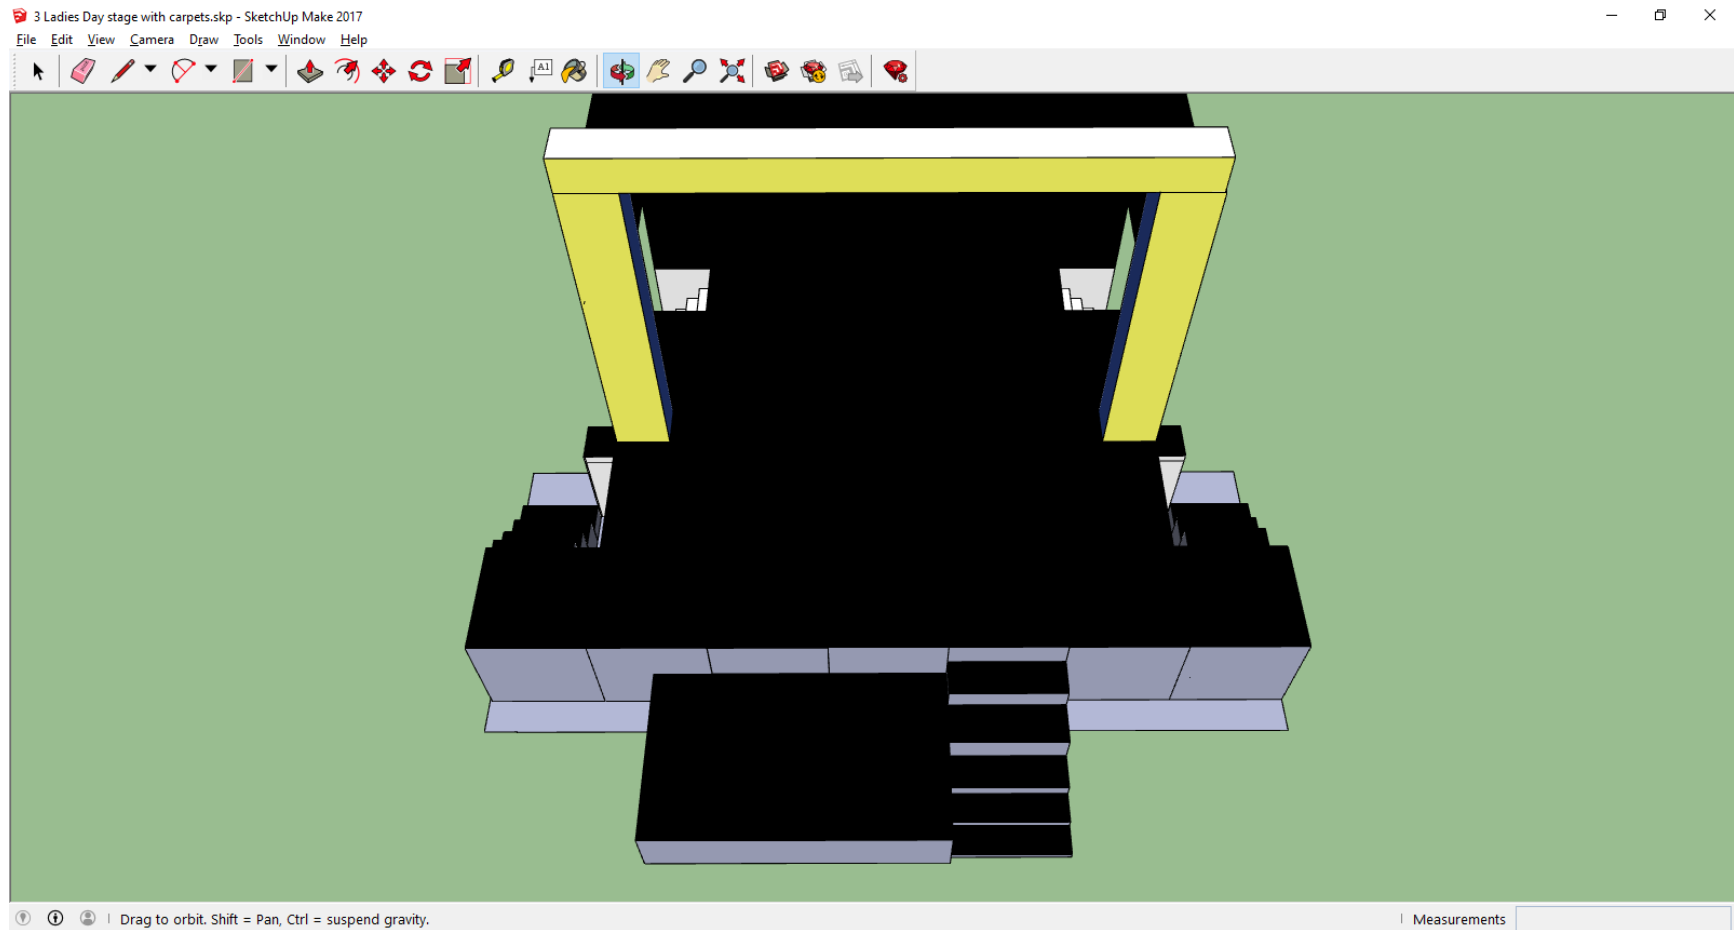 3 Ladies Day stage with carpets.skp - SketchUp Make 2017
File Edit View Camera Draw Tools Window Help
A1
Drag to orbit. Shift = Pan, Ctrl = suspend gravity.
Measurements